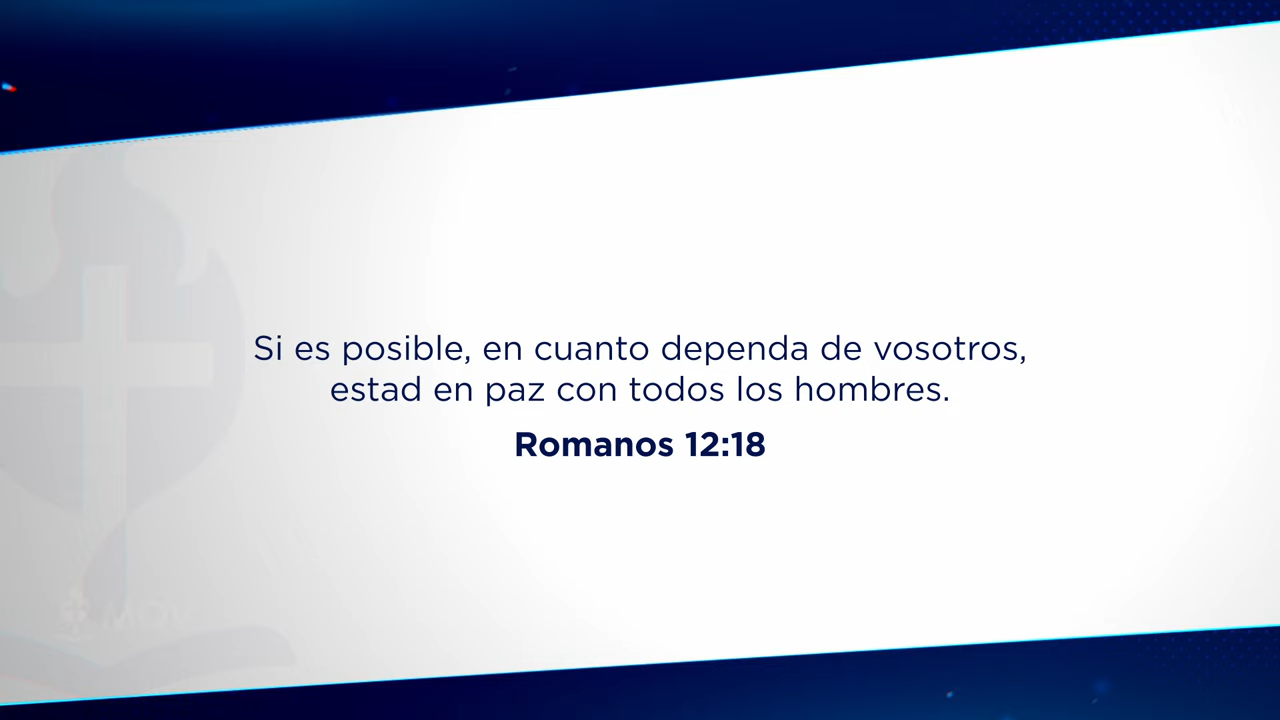 Si es posible, en cuanto dependa de vosotros,
estad en paz con todos los hombres.
Romanos 12:18